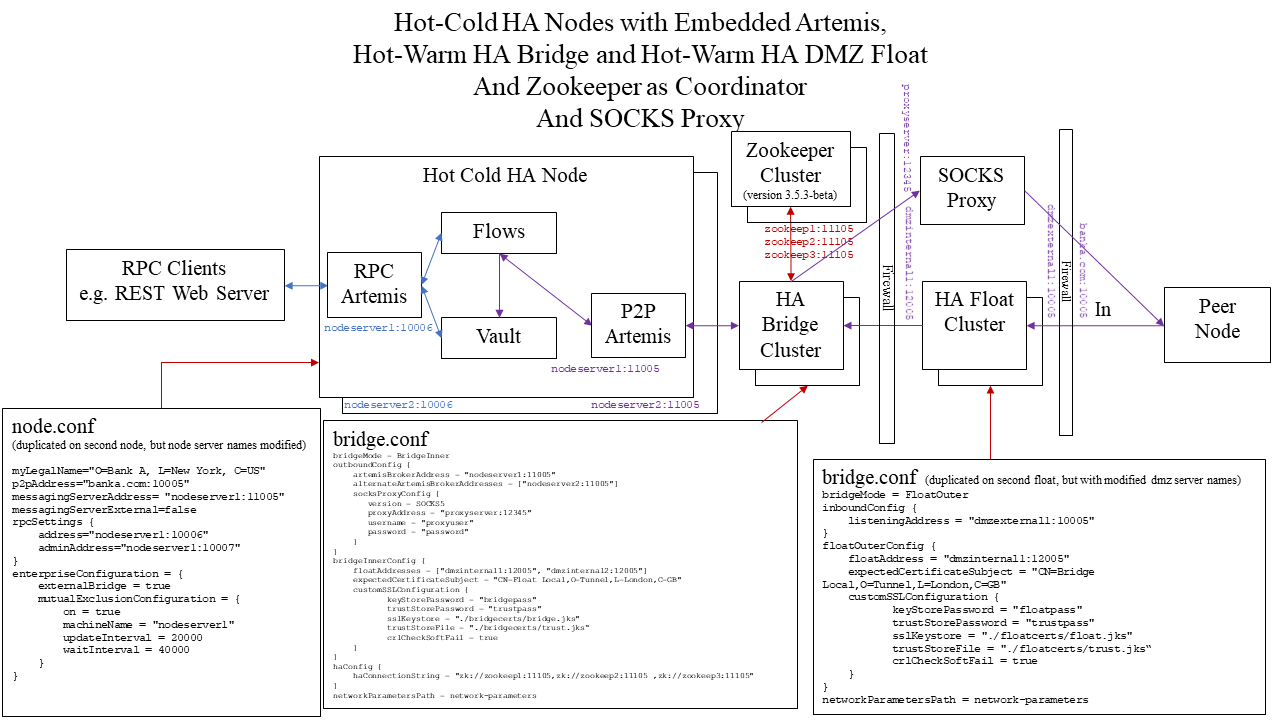 Hot-Cold HA Nodes with Embedded Artemis,
Hot-Warm HA Bridge and Hot-Warm HA DMZ Float
And Zookeeper as Coordinator
And SOCKS Proxy
Zookeeper
Cluster
(version 3.5.3-beta)
zookeep1:11105
zookeep2:11105
zookeep3:11105
proxyserver:12345
dmzinternal1:12005
SOCKS
Proxy
dmzexternal1:10005
banka.com:10005
Firewall
Firewall
Hot Cold HA Node
Flows
RPC Clients
e.g. REST Web Server
RPC
Artemis
nodeserver1:10006
Vault
P2P
Artemis
nodeserver1:11005
HA
Bridge
Cluster
HA Float
Cluster
In
Peer
Node
nodeserver2:10006
nodeserver2:11005
node.conf
(duplicated on second node, but node server names modified)
myLegalName="O=Bank A, L=New York, C=US"
p2pAddress="banka.com:10005"
messagingServerAddress= "nodeserver1:11005"
messagingServerExternal=false
rpcSettings {
address="nodeserver1:10006"
adminAddress="nodeserver1:10007"
}
enterpriseConfiguration = {
externalBridge = true
mutualExclusionConfiguration = {
on = true
machineName = "nodeserver1"
updateInterval = 20000
waitInterval = 40000
}
}
bridge.conf
bridgeMode = BridgeInner
outboundConfig {
artemisBrokerAddress = "nodeserver1:11005"
alternateArtemisBrokerAddresses = ["nodeserver2:11005"]
socksProxyConfig {
version = SOCKS5
proxyAddress = "proxyserver:12345"
username = "proxyuser"
password = "password"
}
}
bridgeInnerConfig {
floatAddresses = ["dmzinternal1:12005", "dmzinternal2:12005"]
expectedCertificateSubject = "CN=Float Local,O=Tunnel,L=London,C=GB"
customSSLConfiguration {
keyStorePassword = "bridgepass"
trustStorePassword = "trustpass"
sslKeystore = "./bridgecerts/bridge.jks"
trustStoreFile = "./bridgecerts/trust.jks"
crlCheckSoftFail = true
}
}
haConfig {
haConnectionString = "zk://zookeep1:11105,zk://zookeep2:11105 ,zk://zookeep3:11105"
}
networkParametersPath = network-parameters
bridge.conf (duplicated on second float, but with modified dmz server names)
bridgeMode = FloatOuter
inboundConfig {
listeningAddress = "dmzexternal1:10005"
}
floatOuterConfig {
floatAddress = "dmzinternal1:12005"
expectedCertificateSubject = "CN=Bridge
Local,O=Tunnel,L=London,C=GB"
customSSLConfiguration {
keyStorePassword = "floatpass"
trustStorePassword = "trustpass"
sslKeystore = "./floatcerts/float.jks"
trustStoreFile = "./floatcerts/trust.jks"
crlCheckSoftFail = true
}
}
networkParametersPath = network-parameters